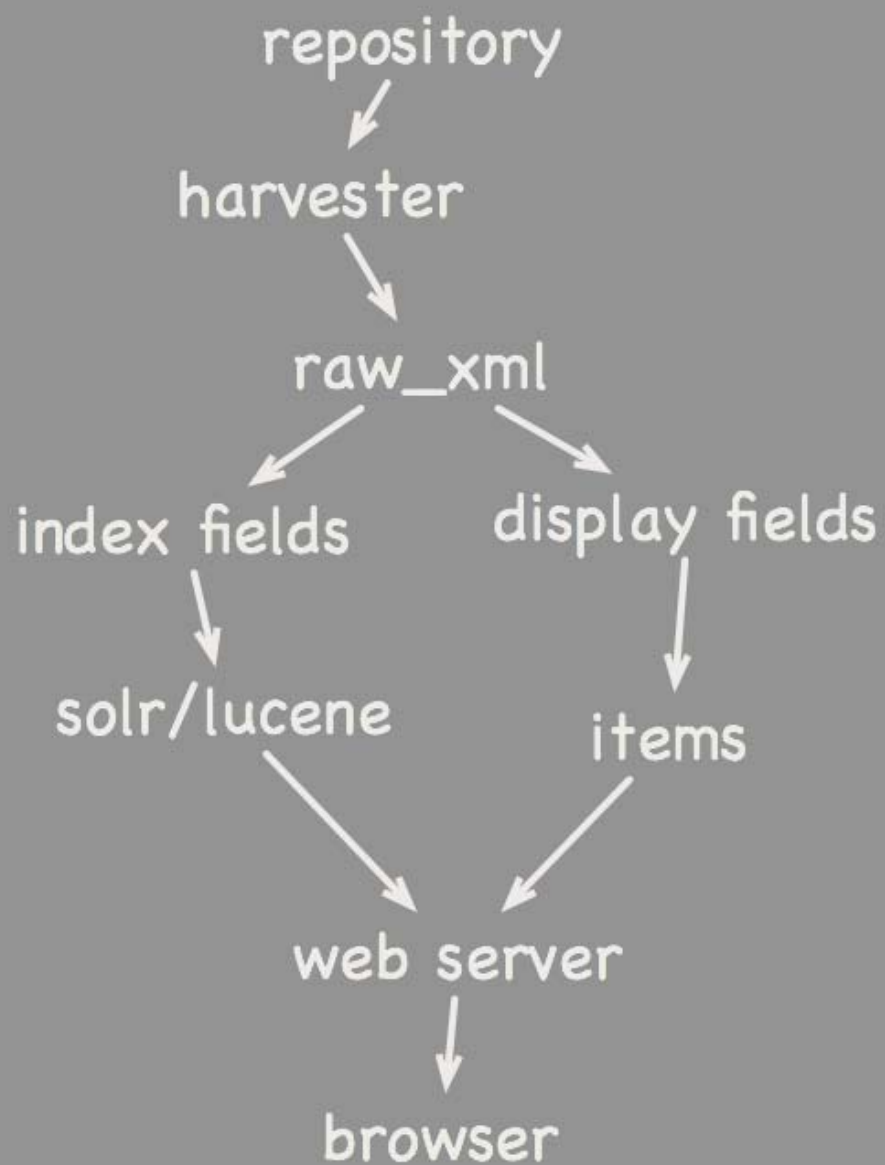 repository
harvester
raw_xml
index fields
display fields
solr/lucene
items
web server
browser